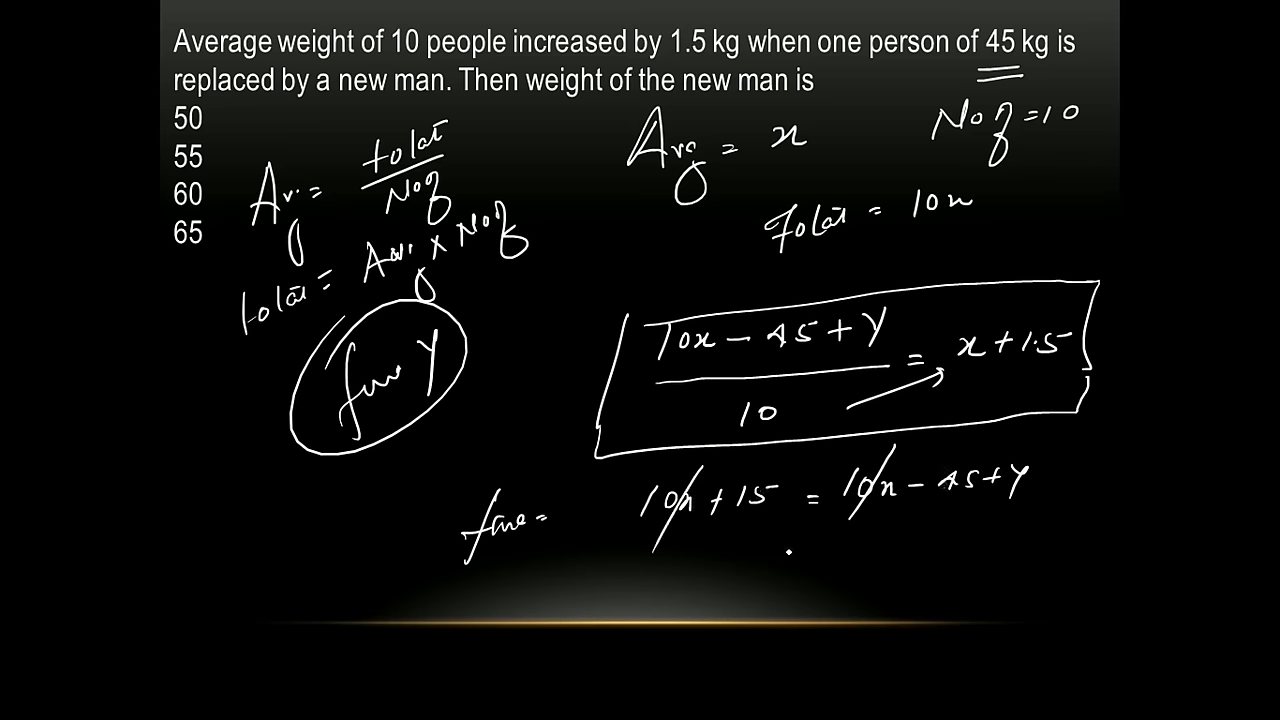 Average weight of 10 people increased by 1.5 kg when one person of 45 kg is
replaced by a new man. Then weight of the new man is
50
55
60
65
Avg = x
No of = 10
Avg = total / No of
Total = 10x
total = Avg × No of
Y
10x - 45 + Y / 10 = x + 1.5
10x + 15 = 10x - 45 + Y